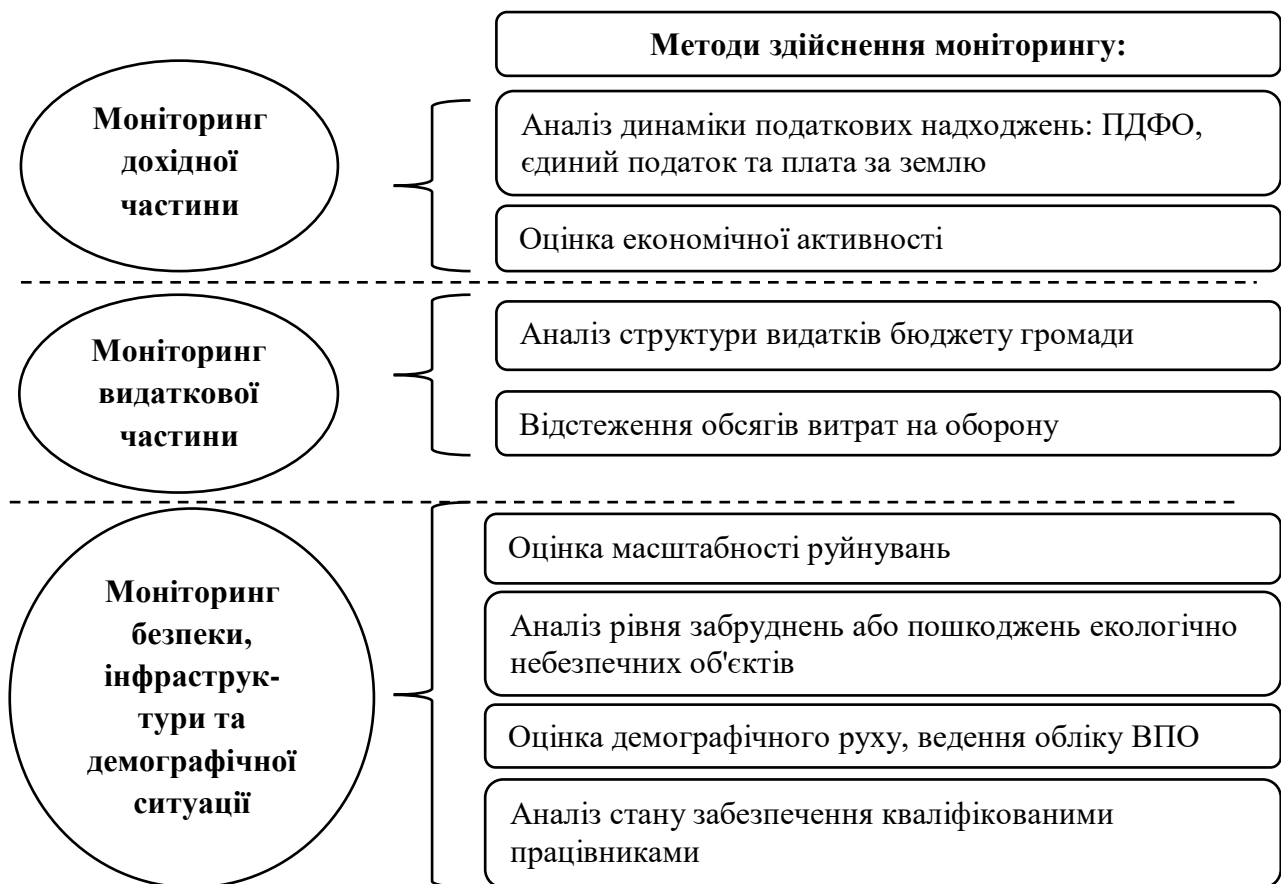 Методи здійснення моніторингу:
Моніторинг
дохідної
частини
Аналіз динаміки податкових надходжень: ПДФО,
єдиний податок та плата за землю
Оцінка економічної активності
Моніторинг
видаткової
частини
Аналіз структури видатків бюджету громади
Відстеження обсягів витрат на оборону
Моніторинг
безпеки,
інфраструк-
тури та
демографічної
ситуації
Оцінка масштабності руйнувань
Аналіз рівня забруднень або пошкоджень екологічно
небезпечних об'єктів
Оцінка демографічного руху, ведення обліку ВПО
Аналіз стану забезпечення кваліфікованими
працівниками